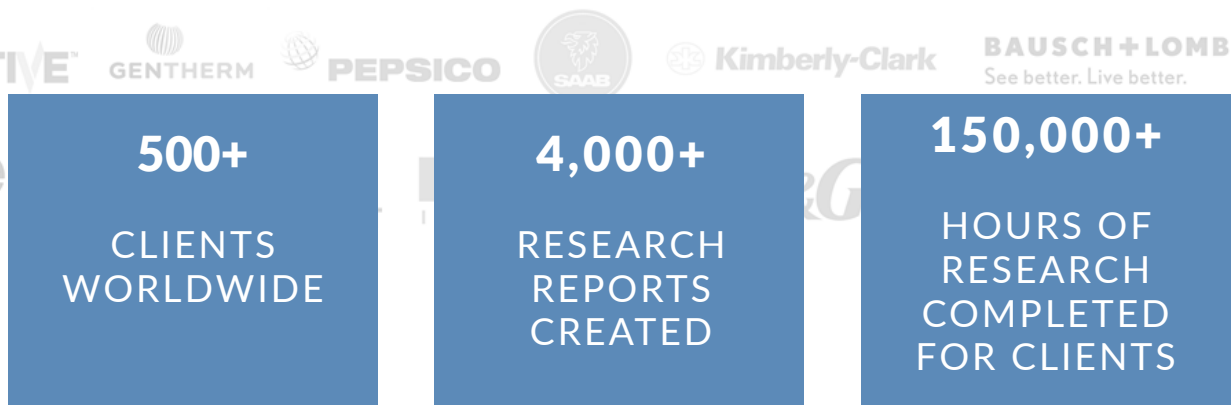 GENTHERM
PEPSICO
SAAB
Kimberly-Clark
BAUSCH + LOMB
See better. Live better.
500+
CLIENTS
WORLDWIDE
4,000+
RESEARCH
REPORTS
CREATED
150,000+
HOURS OF
RESEARCH
COMPLETED
FOR CLIENTS